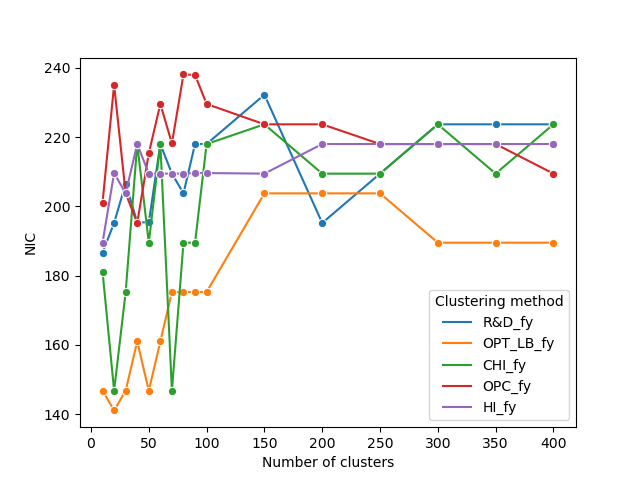 240
220
200
180
160
140
NIC
0 50 100 150 200 250 300 350 400
Number of clusters
Clustering method
R&D_fy
OPT_LB_fy
CHI_fy
OPC_fy
HI_fy